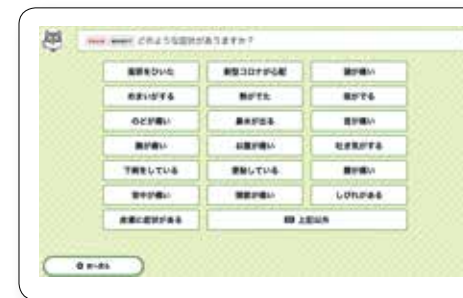 どのような症状がありますか?
風邪をひいた 新型コロナが心配 頭が痛い
めまいがする 熱がでた 咳がでる
のどが痛い 鼻水が出る 耳が痛い
胸が痛い お腹が痛い 吐き気がする
下痢をしている 便秘している 腰が痛い
背中が痛い 関節が痛い しびれがある
皮膚に症状がある 上記以外